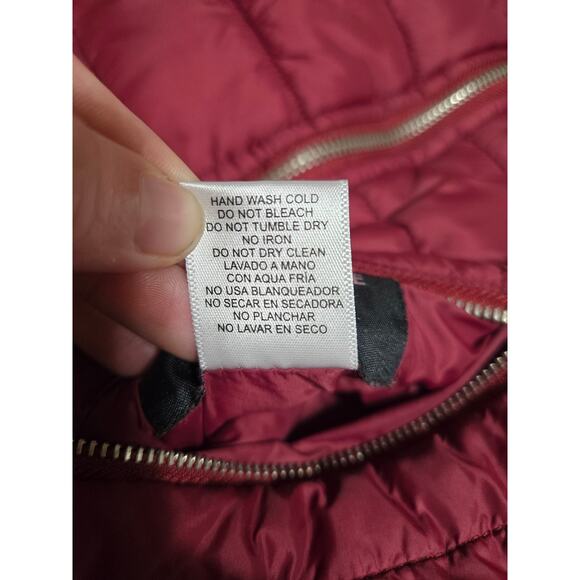 HAND WASH COLD
DO NOT BLEACH
DO NOT TUMBLE DRY
NO IRON
DO NOT DRY CLEAN
LAVADO A MANO
CON AQUA FRÍA
NO USA BLANQUEADOR
NO SECAR EN SECADORA
NO PLANCHAR
NO LAVAR EN SECO